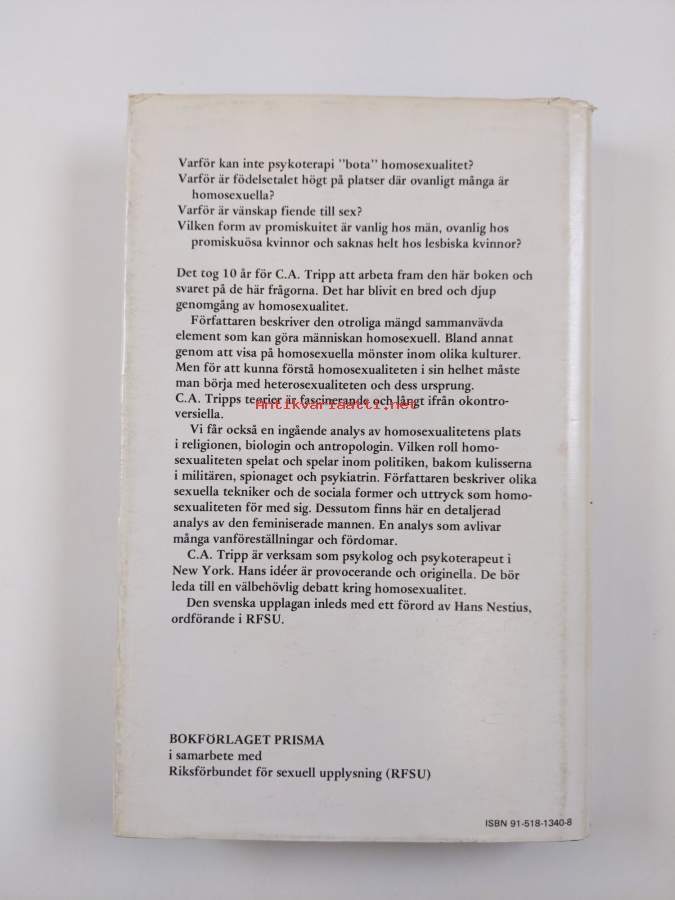 Varför kan inte psykoterapi "bota" homosexualitet?
Varför är födelsetalet högt på platser där ovanligt många är
homosexuella?
Varför är vänskap fiende till sex?
Vilken form av promiskuitet är vanlig hos män, ovanlig hos
promiskuösa kvinnor och saknas helt hos lesbiska kvinnor?
Det tog 10 år för C.A. Tripp att arbeta fram den här boken och
svaret på de här frågorna. Det har blivit en bred och djup
genomgång av homosexualitet.
Författaren beskriver den otroliga mängd sammanvävda
element som kan göra människan homosexuell. Bland annat
genom att visa på homosexuella mönster inom olika kulturer.
Men för att kunna förstå homosexualiteten i sin helhet måste
man börja med heterosexualiteten och dess ursprung.
C.A. Tripps teorier är fascinerande och långt ifrån okontro-
versiella.
Antikvariaatti.net
Vi får också en ingående analys av homosexualitetens plats
i religionen, biologin och antropologin. Vilken roll homo-
sexualiteten spelat och spelar inom politiken, bakom kulisserna
i militären, spionaget och psykiatrin. Författaren beskriver olika
sexuella tekniker och de sociala former och uttryck som homo-
sexualiteten för med sig. Dessutom finns här en detaljerad
analys av den feminiserade mannen. En analys som avlivar
många vanföreställningar och fördomar.
C.A. Tripp är verksam som psykolog och psykoterapeut i
New York. Hans idéer är provocerande och originella. De bör
leda till en välbehövlig debatt kring homosexualitet.
Den svenska upplagan inleds med ett förord av Hans Nestius,
ordförande i RFSU.
BOKFÖRLAGET PRISMA
i samarbete med
Riksförbundet för sexuell upplysning (RFSU)
ISBN 91-518-1340-8